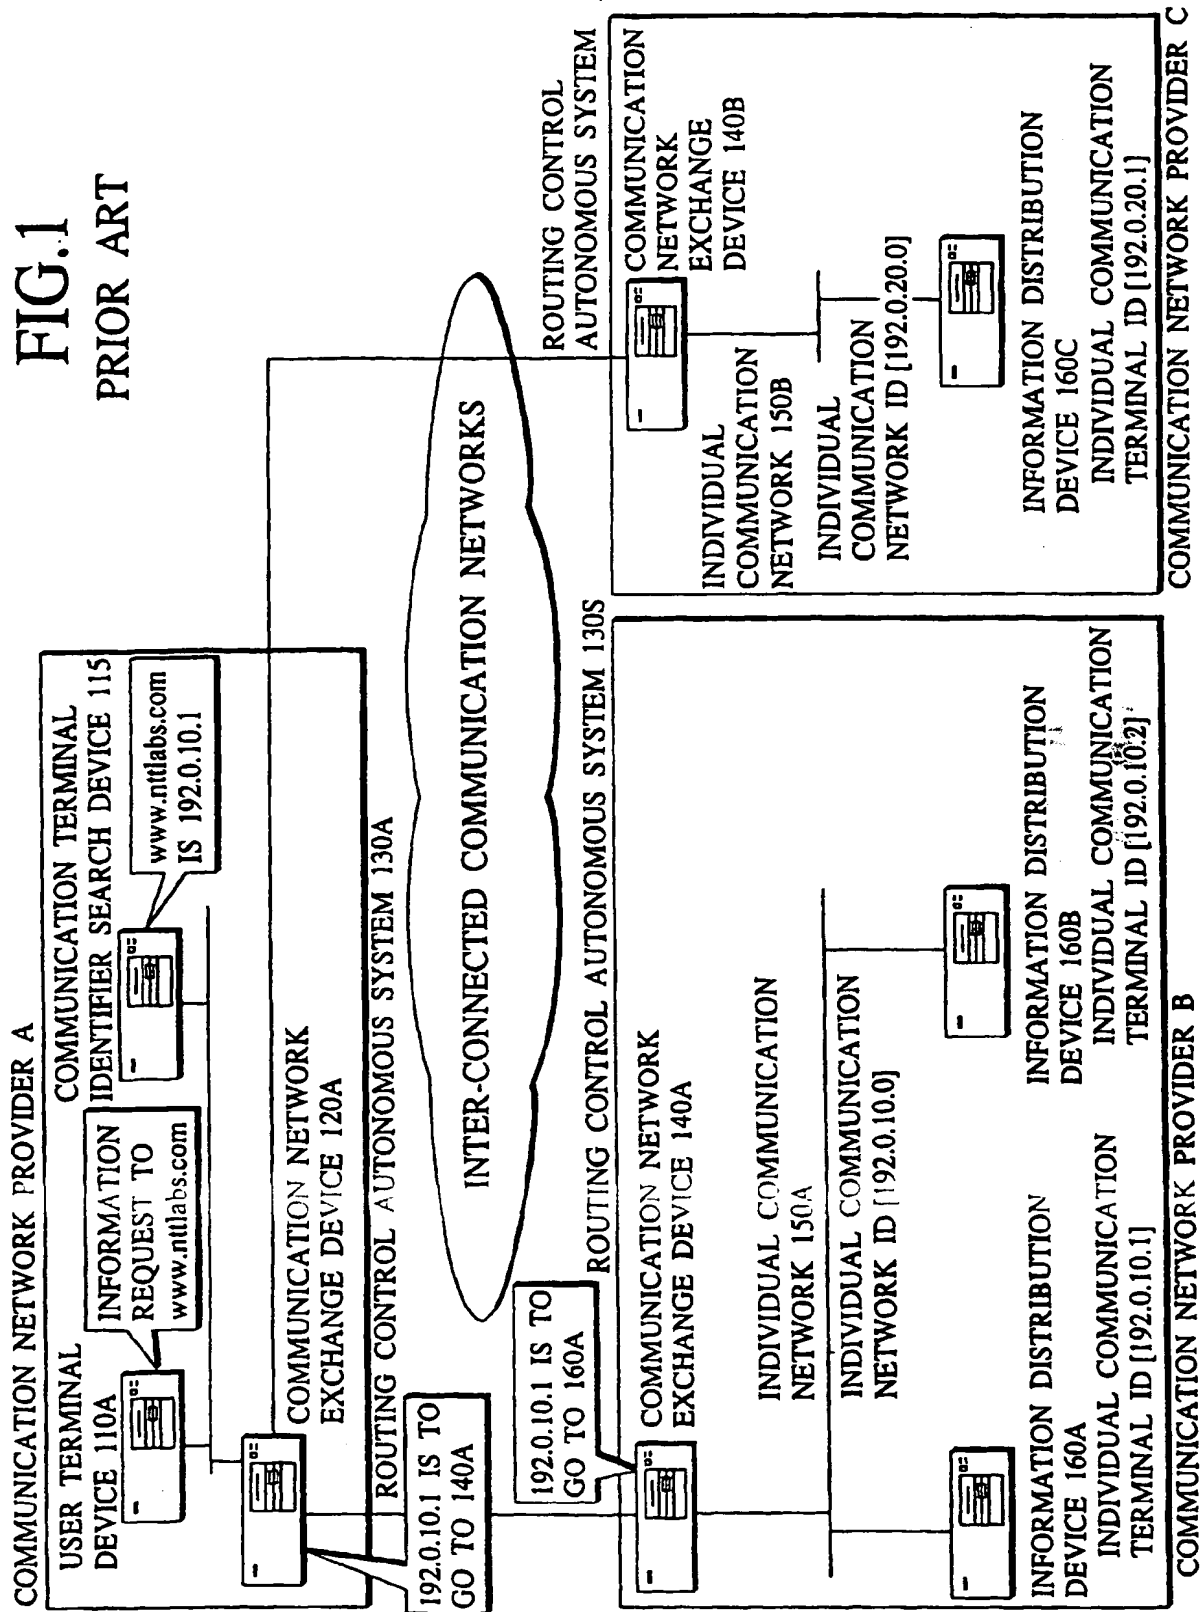 FIG.1
PRIOR ART
COMMUNICATION NETWORK PROVIDER A
USER TERMINAL
DEVICE 110A
INFORMATION
REQUEST TO
www.nttlabs.com
COMMUNICATION TERMINAL
IDENTIFIER SEARCH DEVICE 115
www.nttlabs.com
IS 192.0.10.1
COMMUNICATION NETWORK
EXCHANGE DEVICE 120A
ROUTING CONTROL AUTONOMOUS SYSTEM 130A
192.0.10.1 IS TO
GO TO 140A
INTER-CONNECTED COMMUNICATION NETWORKS
192.0.10.1 IS TO
GO TO 160A
ROUTING CONTROL AUTONOMOUS SYSTEM 130S
COMMUNICATION NETWORK
EXCHANGE DEVICE 140A
INDIVIDUAL COMMUNICATION
NETWORK 150A
INDIVIDUAL COMMUNICATION
NETWORK ID [192.0.10.0]
INFORMATION DISTRIBUTION
DEVICE 160A
INDIVIDUAL COMMUNICATION
TERMINAL ID [192.0.10.1]
INFORMATION DISTRIBUTION
DEVICE 160B
INDIVIDUAL COMMUNICATION
TERMINAL ID [192.0.10.2]
COMMUNICATION NETWORK PROVIDER B
ROUTING CONTROL
AUTONOMOUS SYSTEM
COMMUNICATION
NETWORK
EXCHANGE
DEVICE 140B
INDIVIDUAL
COMMUNICATION
NETWORK 150B
INDIVIDUAL
COMMUNICATION
NETWORK ID [192.0.20.0]
INFORMATION DISTRIBUTION
DEVICE 160C
INDIVIDUAL COMMUNICATION
TERMINAL ID [192.0.20.1]
COMMUNICATION NETWORK PROVIDER C